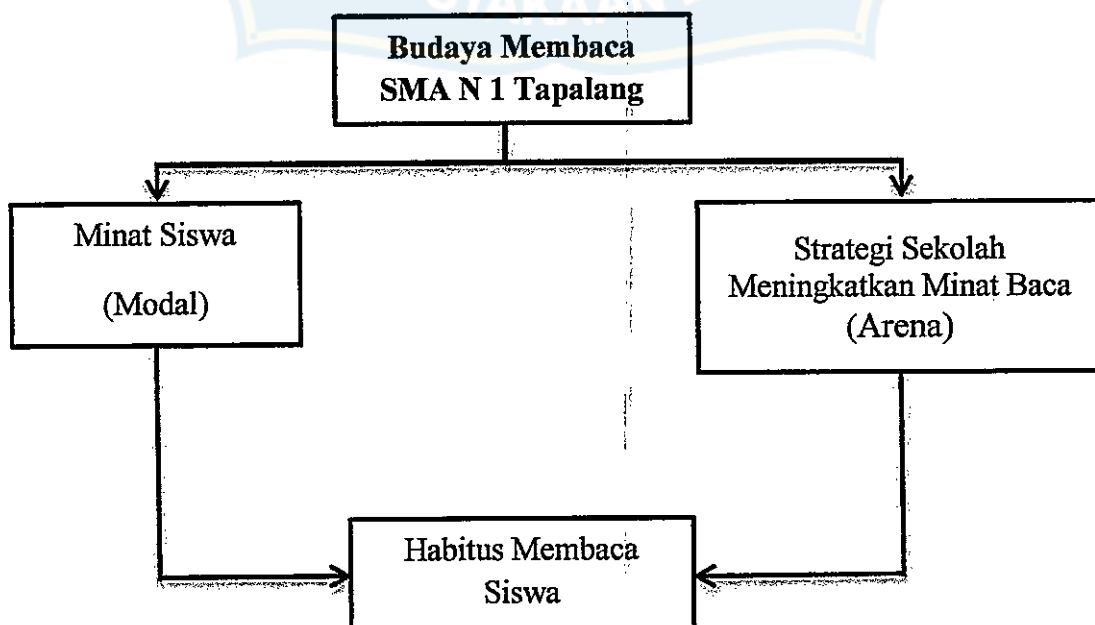 Budaya Membaca
SMA N 1 Tapalang
Minat Siswa
(Modal)
Strategi Sekolah
Meningkatkan Minat Baca
(Arena)
Habitus Membaca
Siswa